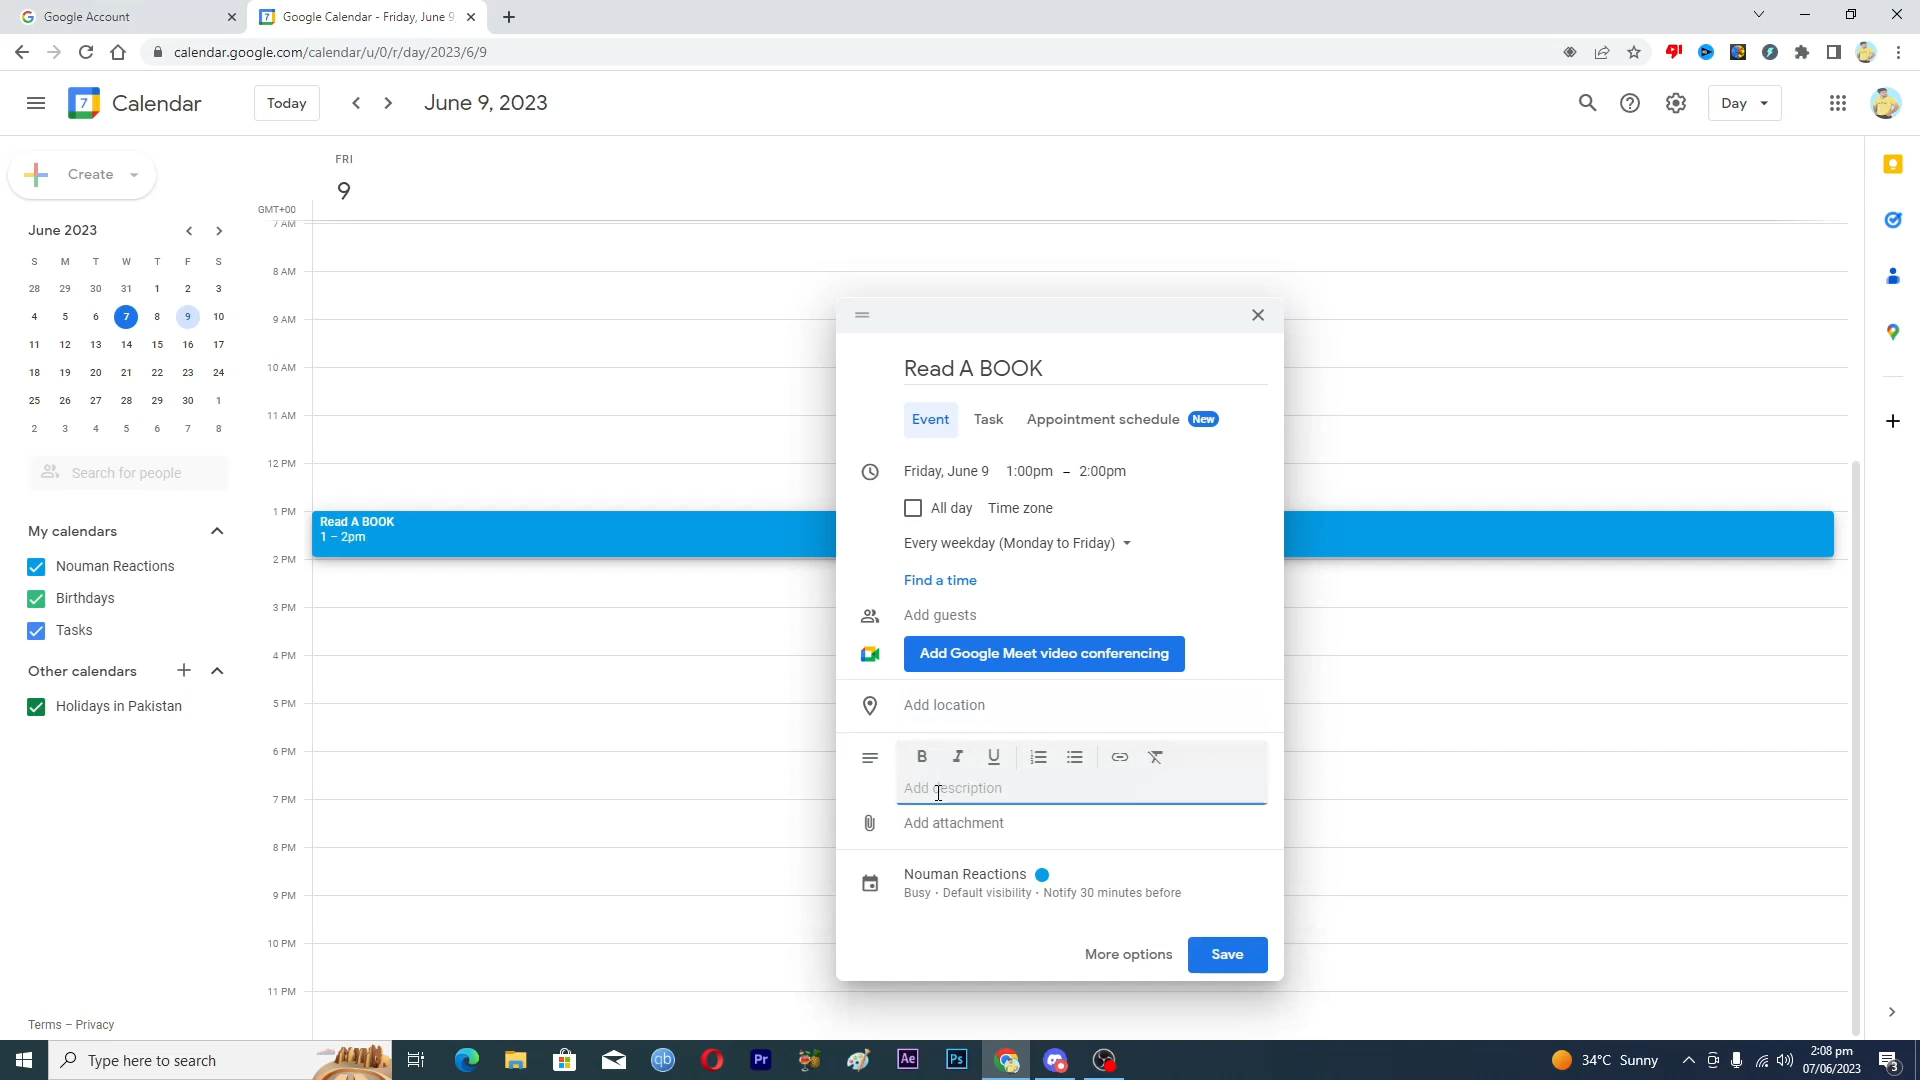 Google Account
Google Calendar - Friday, June 9
calendar.google.com/calendar/u/0/r/day/2023/6/9
7
Calendar
Today
June 9, 2023
Day
Create
FRI
9
GMT+00
June 2023
S M T W T F S
28 29 30 31 1 2 3
4 5 6 7 8 9 10
11 12 13 14 15 16 17
18 19 20 21 22 23 24
25 26 27 28 29 30 1
2 3 4 5 6 7 8
Search for people
My calendars
Nouman Reactions
Birthdays
Tasks
Other calendars
Holidays in Pakistan
Terms – Privacy
7 AM
8 AM
9 AM
10 AM
11 AM
12 PM
1 PM
2 PM
3 PM
4 PM
5 PM
6 PM
7 PM
8 PM
9 PM
10 PM
11 PM
Read A BOOK
1 – 2pm
Read A BOOK
Event Task Appointment schedule New
Friday, June 9 1:00pm – 2:00pm
All day Time zone
Every weekday (Monday to Friday)
Find a time
Add guests
Add Google Meet video conferencing
Add location
B I U
Add description
Add attachment
Nouman Reactions
Busy · Default visibility · Notify 30 minutes before
More options Save
Type here to search
qb
Pr
Ae
Ps
34°C Sunny
2:08 pm
07/06/2023
3